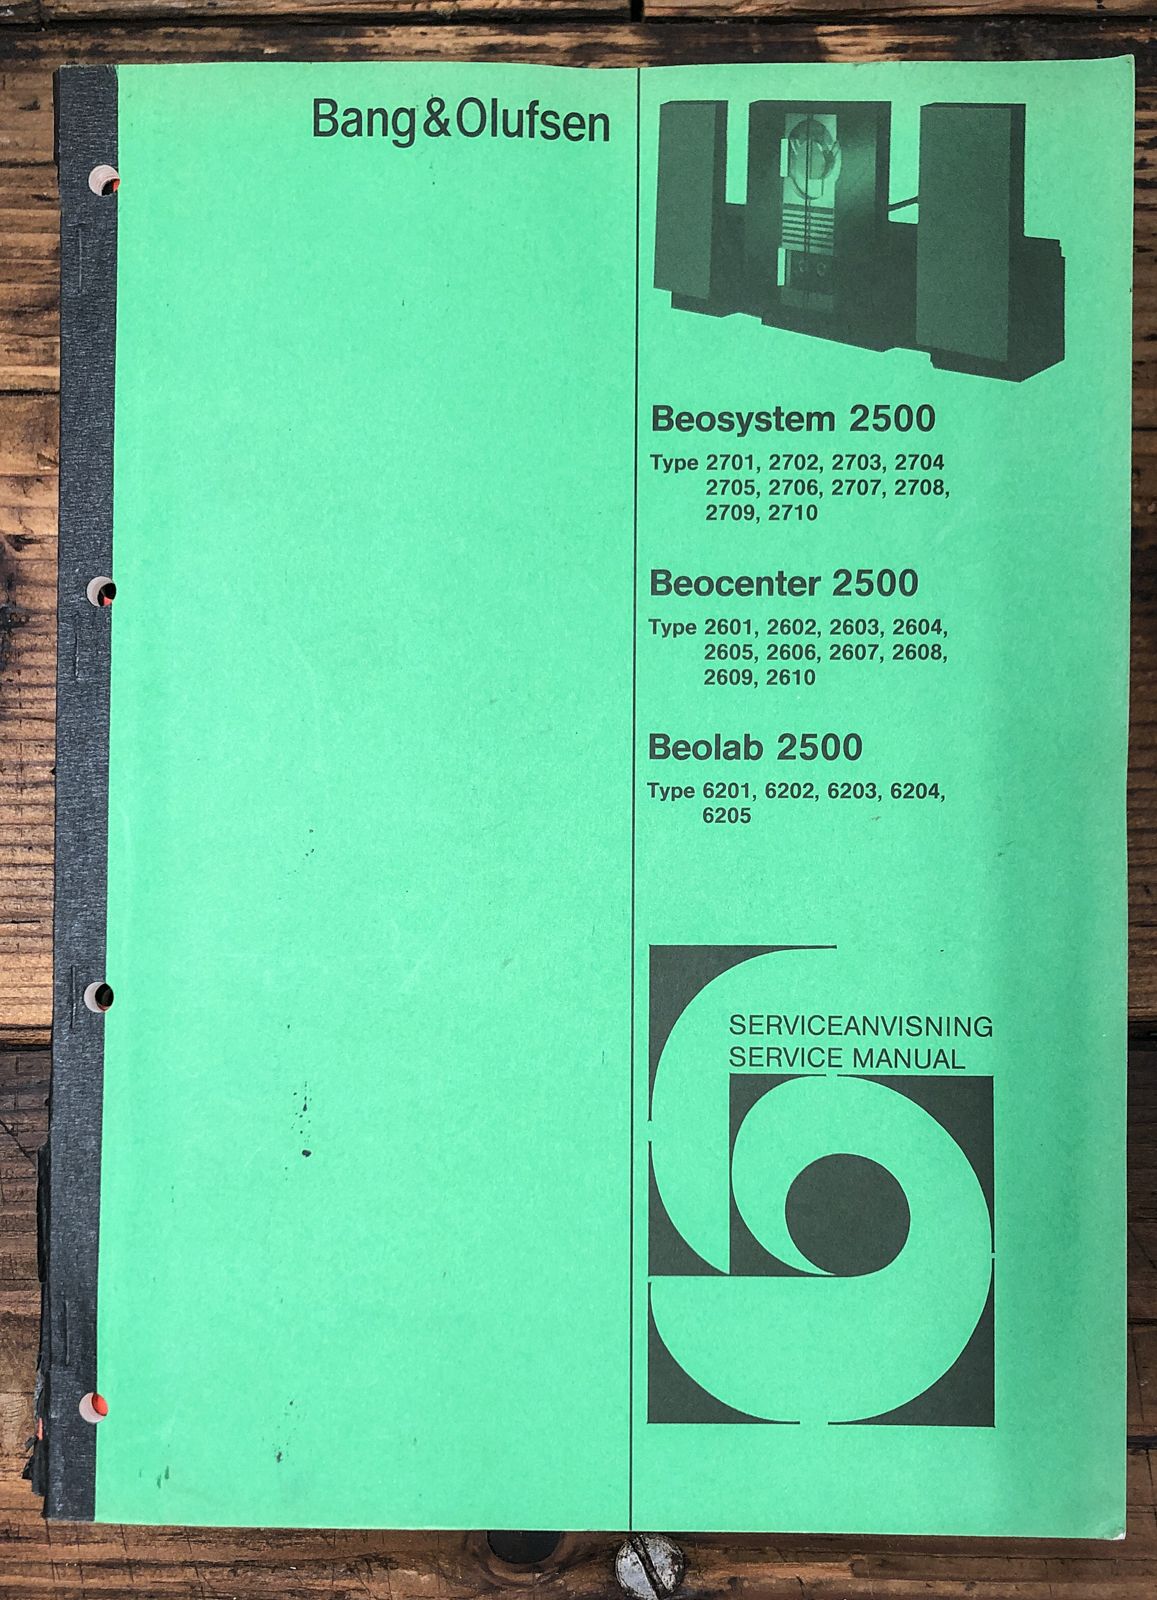 Bang&Olufsen
Beosystem 2500
Type 2701, 2702, 2703, 2704
2705, 2706, 2707, 2708,
2709, 2710
Beocenter 2500
Type 2601, 2602, 2603, 2604,
2605, 2606, 2607, 2608,
2609, 2610
Beolab 2500
Type 6201, 6202, 6203, 6204,
6205
SERVICEANVISNING
SERVICE MANUAL